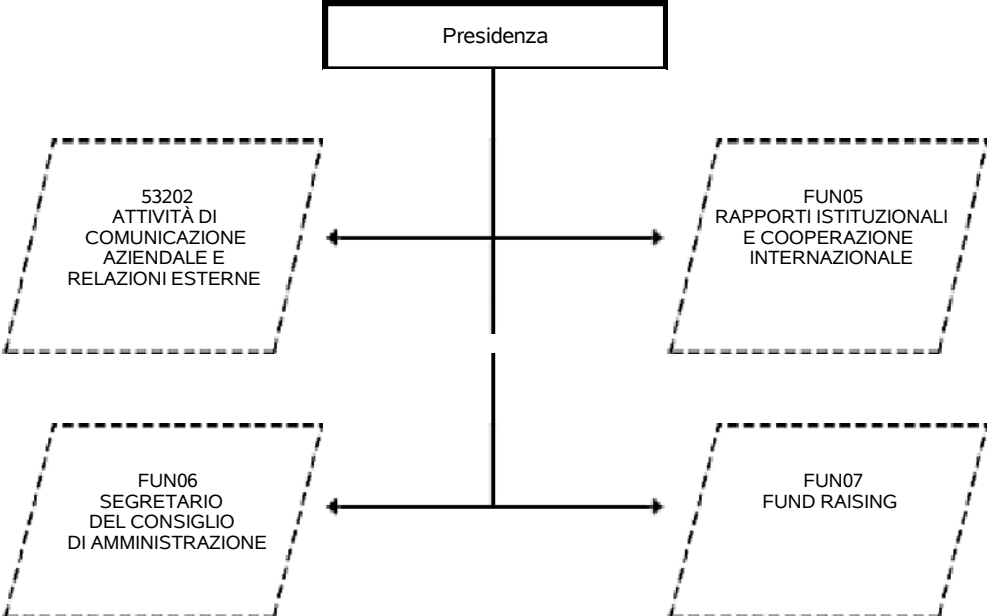 Presidenza
53202
ATTIVITÀ DI
COMUNICAZIONE
AZIENDALE E
RELAZIONI ESTERNE
FUN05
RAPPORTI ISTITUZIONALI
E COOPERAZIONE
INTERNAZIONALE
FUN06
SEGRETARIO
DEL CONSIGLIO
DI AMMINISTRAZIONE
FUN07
FUND RAISING